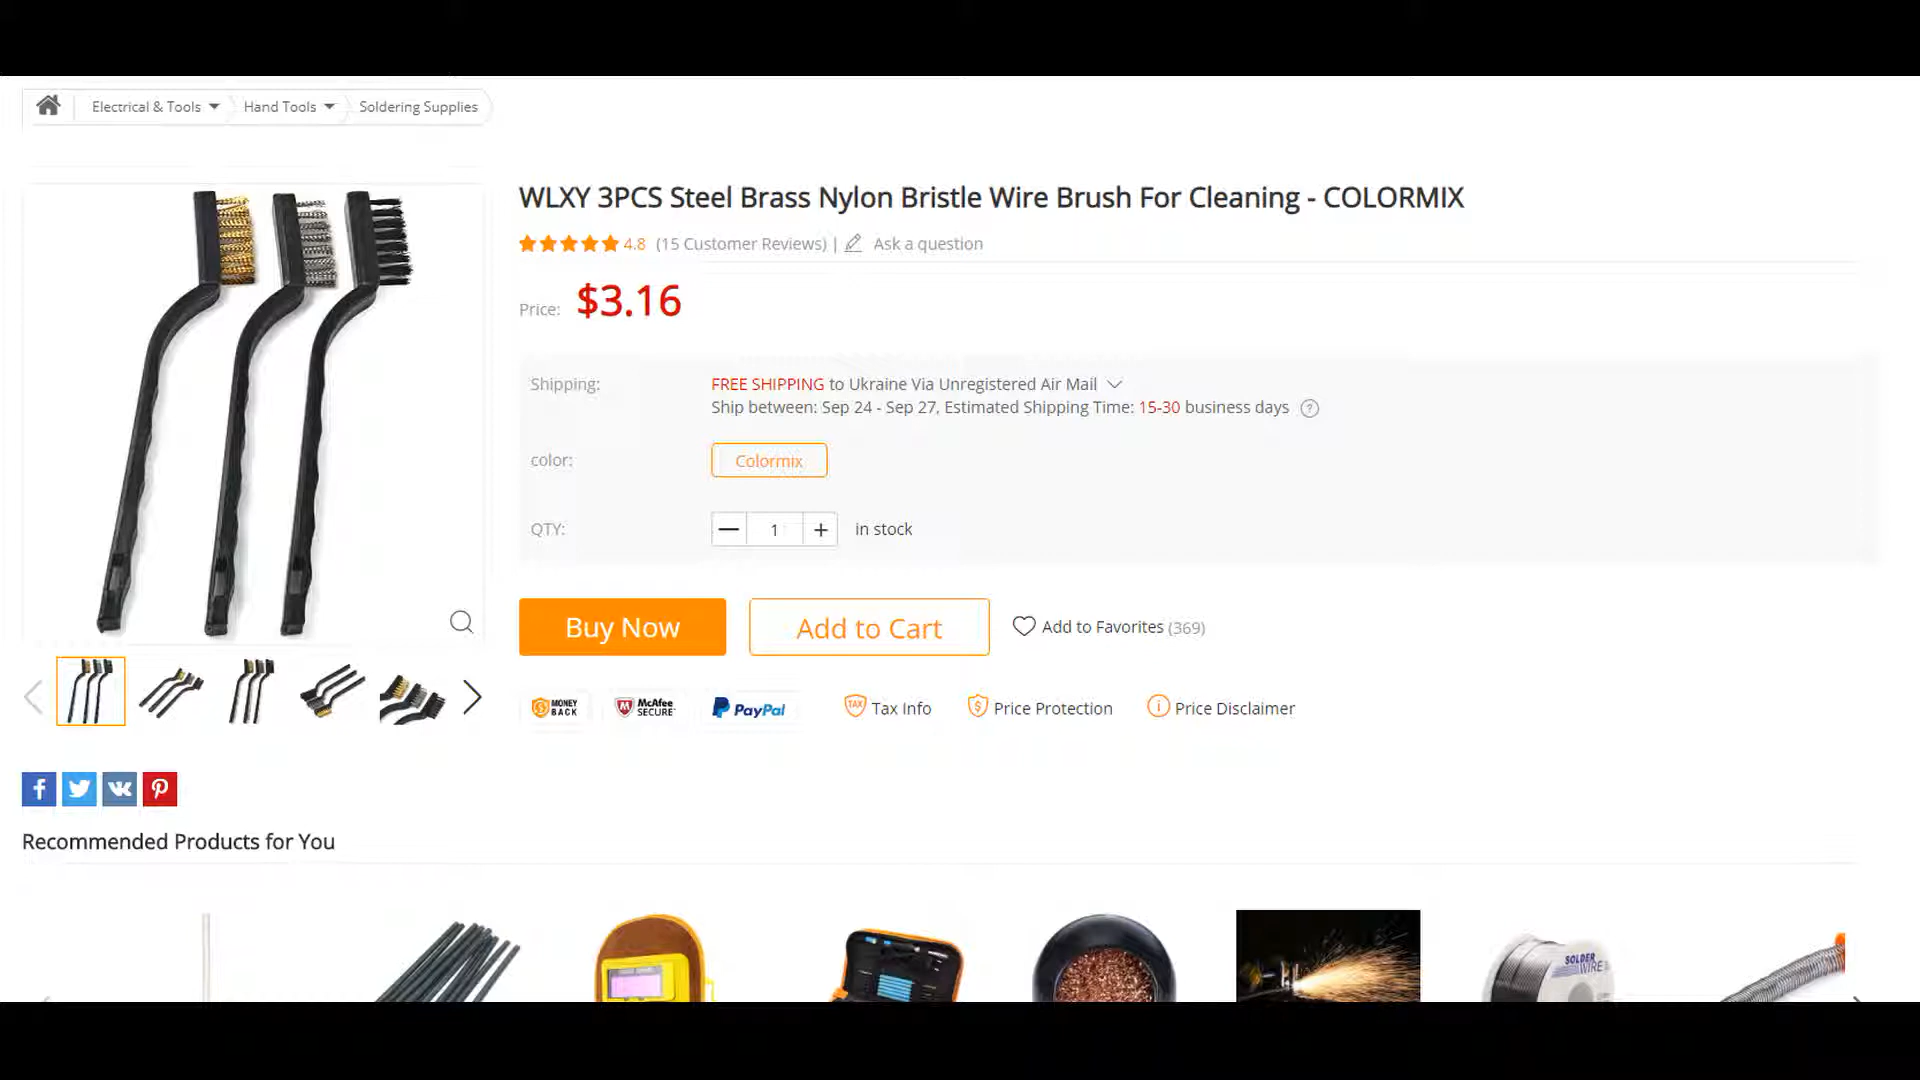 Electrical & Tools Hand Tools Soldering Supplies
WLXY 3PCS Steel Brass Nylon Bristle Wire Brush For Cleaning - COLORMIX
4.8 (15 Customer Reviews) | Ask a question
Price: $3.16
Shipping: FREE SHIPPING to Ukraine Via Unregistered Air Mail
Ship between: Sep 24 - Sep 27, Estimated Shipping Time: 15-30 business days ?
color: Colormix
QTY: 1 in stock
Buy Now Add to Cart Add to Favorites (369)
MONEY BACK McAfee SECURE PayPal TAX Tax Info Price Protection Price Disclaimer
Recommended Products for You
SOLDER
WIRE